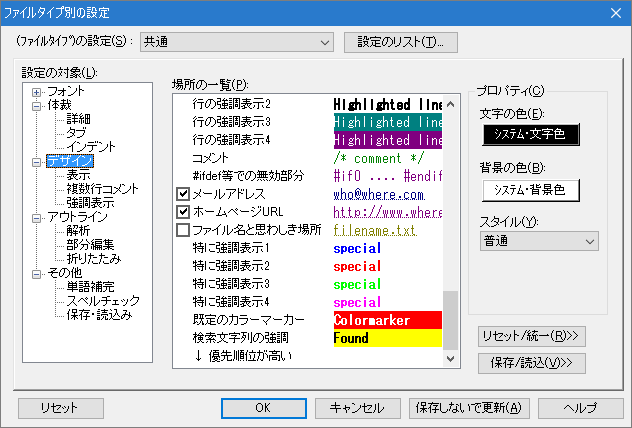 ファイルタイプ別の設定
(ファイルタイプ)の設定(S): 共通 設定のリスト(T)...
設定の対象(L):
フォント
体裁
詳細
タブ
インデント
デザイン
表示
複数行コメント
強調表示
アウトライン
解析
部分編集
折りたたみ
その他
単語補完
スペルチェック
保存・読込み
場所の一覧(P):
行の強調表示2 Highlighted line
行の強調表示3 Highlighted line
行の強調表示4 Highlighted line
コメント /* comment */
#ifdef等での無効部分 #if0 .... #endif
メールアドレス who@where.com
ホームページURL http://www.where
ファイル名と思わしき場所 filename.txt
特に強調表示1 special
特に強調表示2 special
特に強調表示3 special
特に強調表示4 special
既定のカラーマーカー Colormarker
検索文字列の強調 Found
↓ 優先順位が高い
プロパティ(C)
文字の色(E):
システム・文字色
背景の色(B):
システム・背景色
スタイル(Y):
普通
リセット/統一(R)>>
保存/読込(V)>>
リセット OK キャンセル 保存しないで更新(A) ヘルプ